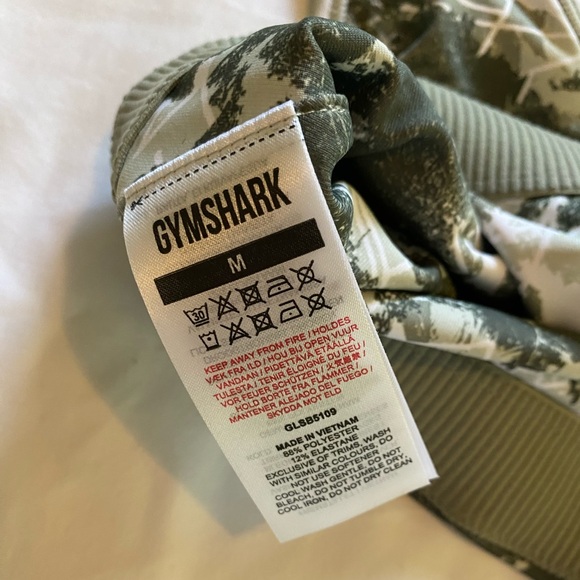 GYMSHARK
M
30
KEEP AWAY FROM FIRE / HOLDES
VÆK FRA ILD / HOU BIJ OPEN VUUR
VANDAAN / PIDETTÄVÄ ETÄÄLLÄ
TULESTA / TENIR ÉLOIGNÉ DU FEU /
VOR FEUER SCHÜTZEN / 火気厳禁 /
HOLD BORTE FRA FLAMMER /
MANTENER ALEJADO DEL FUEGO /
SKYDDA MOT ELD
GLSB5109
MADE IN VIETNAM
88% POLYESTER
12% ELASTANE
EXCLUSIVE OF TRIMS, WASH
WITH SIMILAR COLOURS, DO
NOT USE SOFTENER
COOL WASH GENTLE, DO NOT
BLEACH, DO NOT TUMBLE DRY
COOL IRON, DO NOT DRY CLEAN